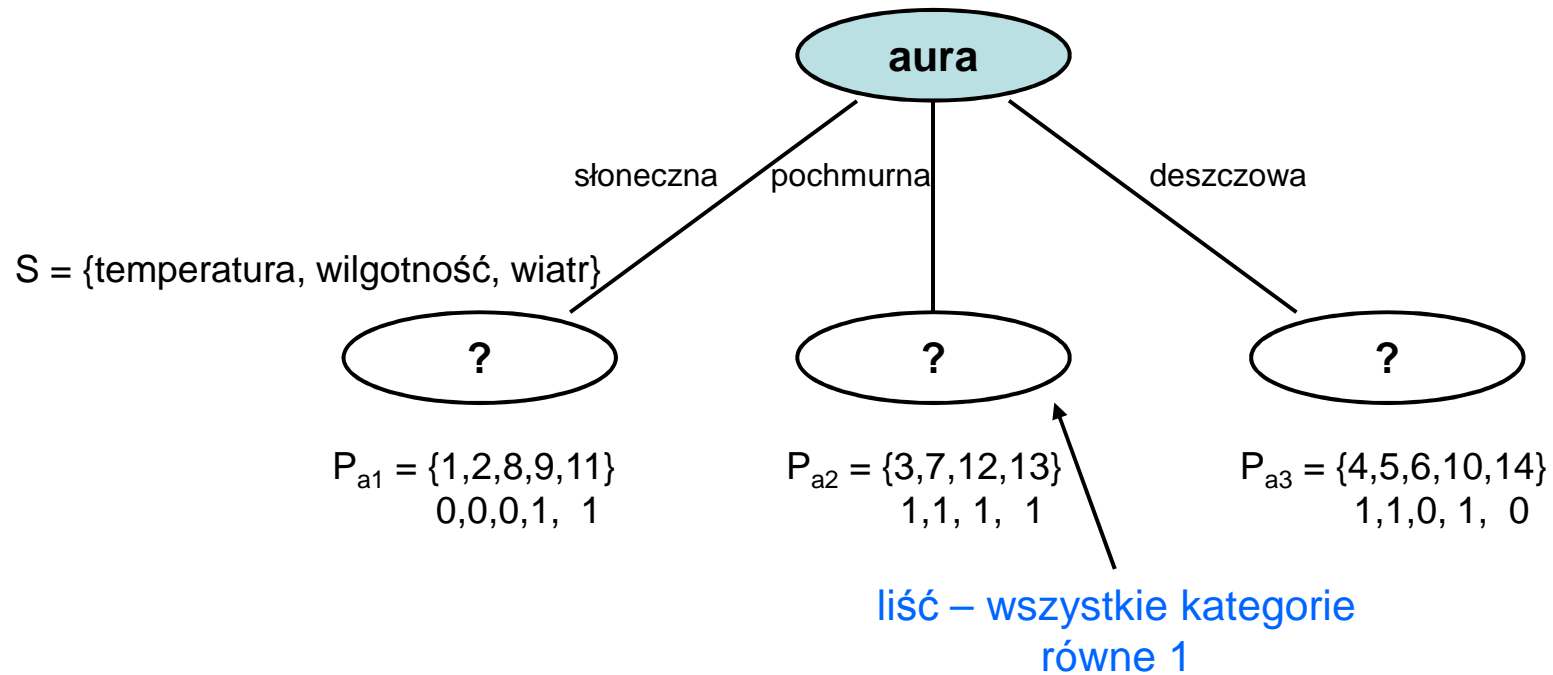 aura
słoneczna pochmurna deszczowa
S = {temperatura, wilgotność, wiatr}
? ? ?
Pa1 = {1,2,8,9,11} Pa2 = {3,7,12,13} Pa3 = {4,5,6,10,14}
0,0,0,1, 1 1,1, 1, 1 1,1,0, 1, 0
liść – wszystkie kategorie
równe 1